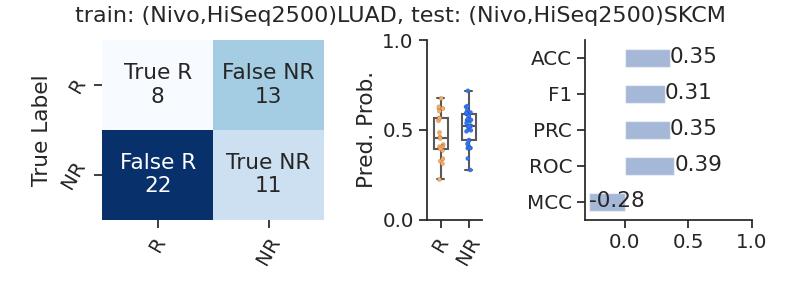 train: (Nivo,HiSeq2500)LUAD, test: (Nivo,HiSeq2500)SKCM
True Label
R
NR
True R
8
False NR
13
False R
22
True NR
11
R
NR
Pred. Prob.
1.0
0.5
0.0
R
NR
ACC
0.35
F1
0.31
PRC
0.35
ROC
0.39
MCC
-0.28
0.0
0.5
1.0